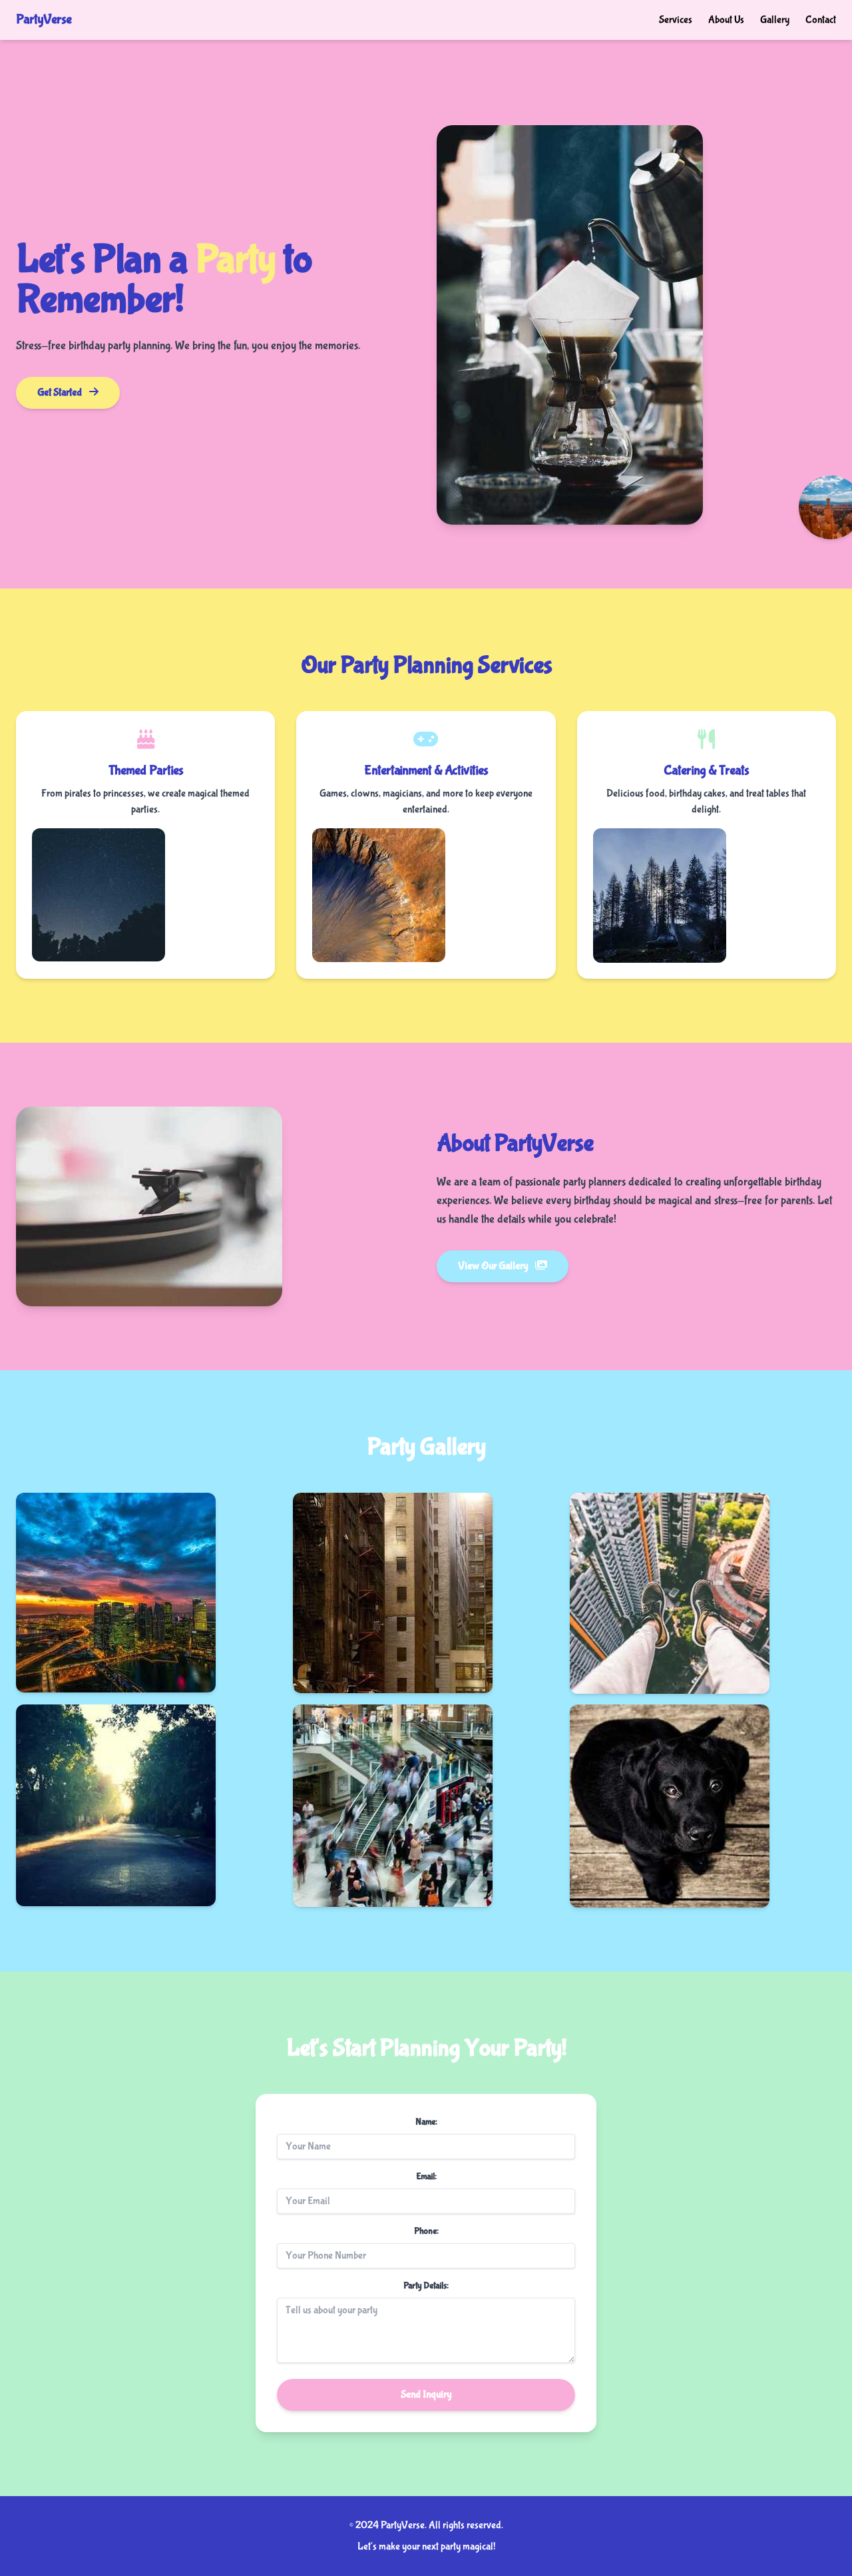 PartyVerse
Services
About Us
Gallery
Contact
Let's Plan a Party to
Remember!
Stress-free birthday party planning. We bring the fun, you enjoy the memories.
Get Started
Our Party Planning Services
Themed Parties
From pirates to princesses, we create magical themed
parties.
Entertainment & Activities
Games, clowns, magicians, and more to keep everyone
entertained.
Catering & Treats
Delicious food, birthday cakes, and treat tables that
delight.
About PartyVerse
We are a team of passionate party planners dedicated to creating unforgettable birthday
experiences. We believe every birthday should be magical and stress-free for parents. Let
us handle the details while you celebrate!
View Our Gallery
Party Gallery
Let's Start Planning Your Party!
Name:
Your Name
Email:
Your Email
Phone:
Your Phone Number
Party Details:
Tell us about your party
Send Inquiry
© 2024 PartyVerse. All rights reserved.
Let's make your next party magical!